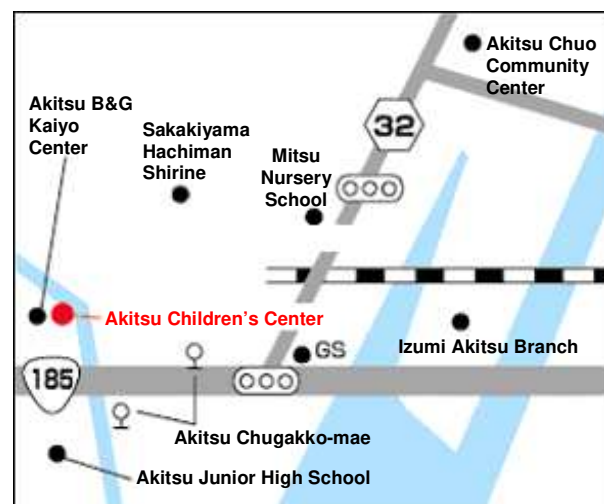 Akitsu Chuo
Community
Center
Akitsu B&G
Kaiyo
Center
Sakakiyama
Hachiman
Shirine
32
Mitsu
Nursery
School
Akitsu Children's Center
GS
Izumi Akitsu Branch
185
Akitsu Chugakko-mae
Akitsu Junior High School